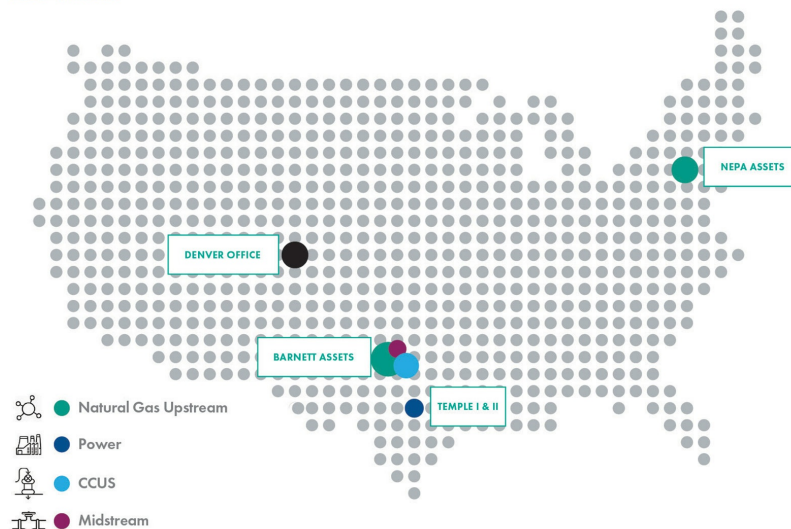 NEPA ASSETS
DENVER OFFICE
BARNETT ASSETS
TEMPLE I & II
Natural Gas Upstream
Power
CCUS
Midstream